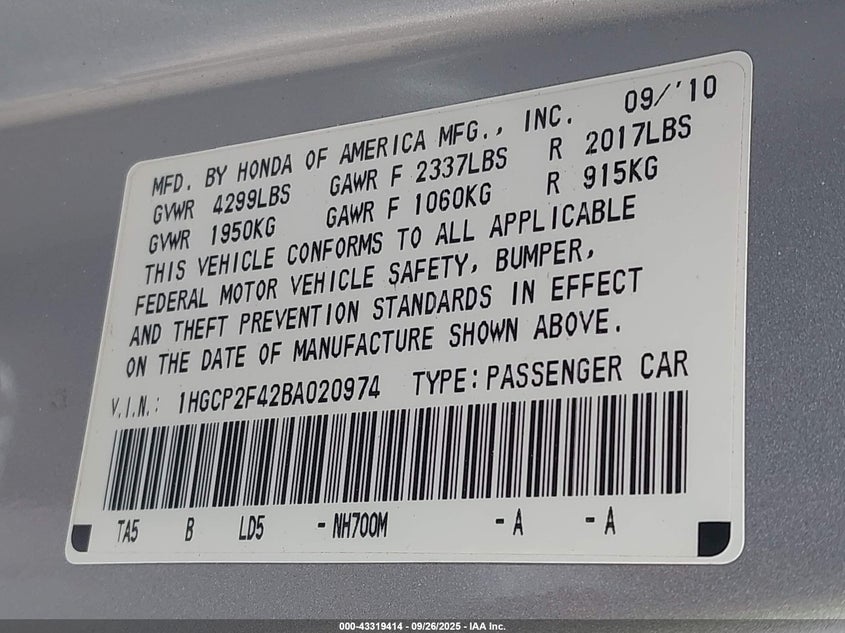 09/'10
MFD. BY HONDA OF AMERICA MFG., INC.
GVWR 4299LBS GAWR F 2337LBS R 2017LBS
GVWR 1950KG GAWR F 1060KG R 915KG
THIS VEHICLE CONFORMS TO ALL APPLICABLE
FEDERAL MOTOR VEHICLE SAFETY, BUMPER,
AND THEFT PREVENTION STANDARDS IN EFFECT
ON THE DATE OF MANUFACTURE SHOWN ABOVE.
V.I.N.: 1HGCP2F42BA020974 TYPE:PASSENGER CAR
TA5 B LD5 -NH700M -A -A
000-43319414 - 09/26/2025 - IAA Inc.